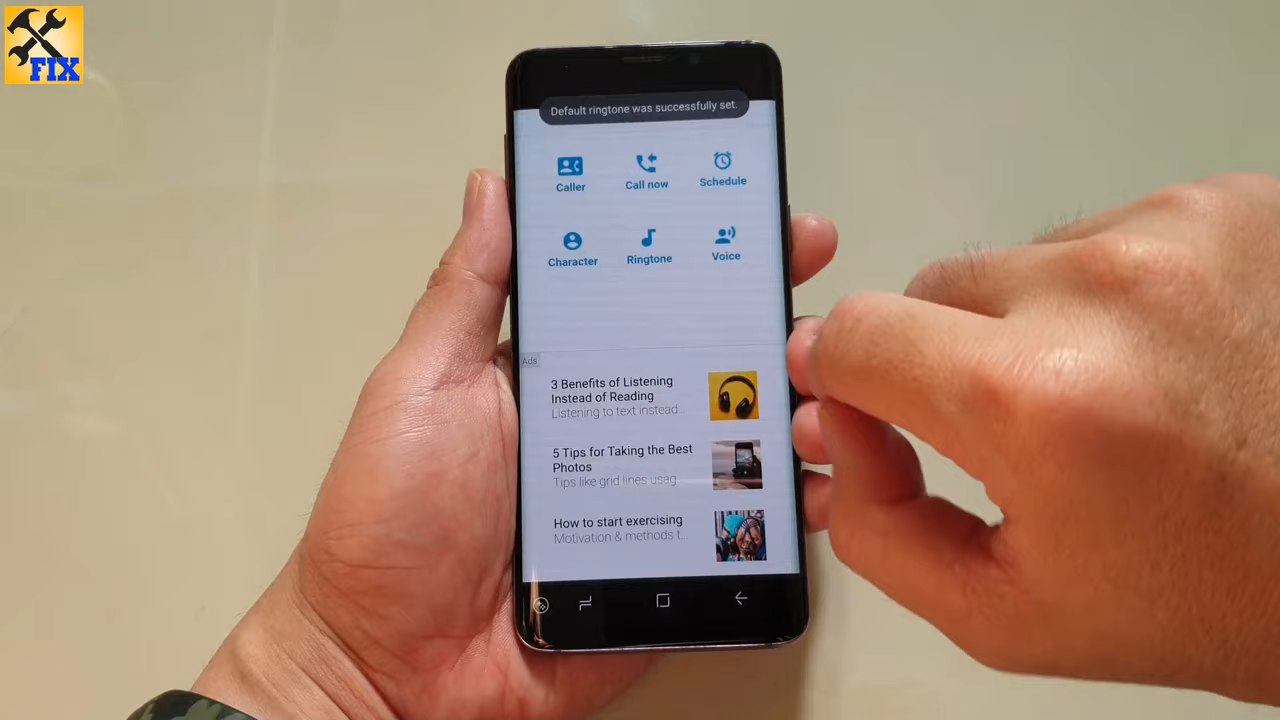 FIX
Default ringtone was successfully set.
Caller
Call now
Schedule
Character
Ringtone
Voice
Ads
3 Benefits of Listening
Instead of Reading
Listening to text instead...
5 Tips for Taking the Best
Photos
Tips like grid lines usag...
How to start exercising
Motivation & methods t...